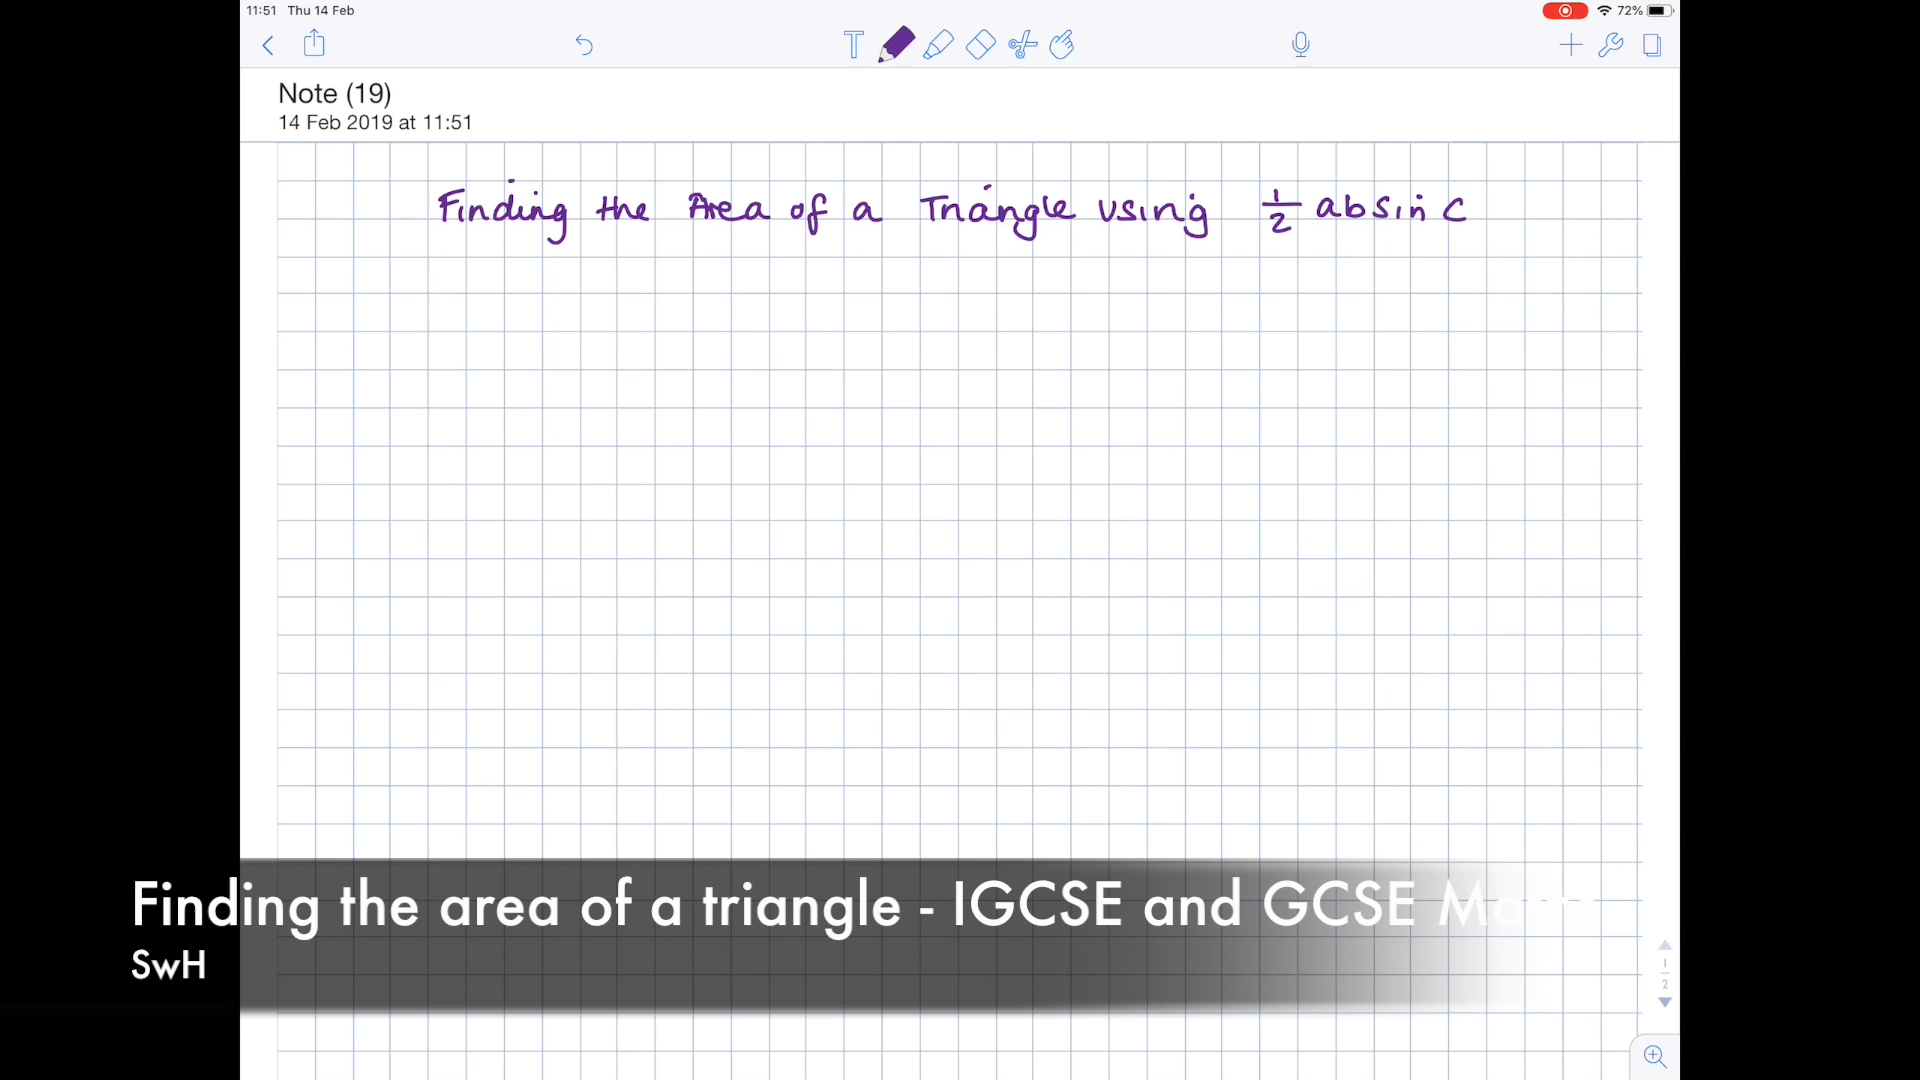 11:51 Thu 14 Feb 72%
T
Note (19)
14 Feb 2019 at 11:51
Finding the Area of a Triangle using 1/2 absin C
Finding the area of a triangle - IGCSE and GCSE Maths
SwH
1
2